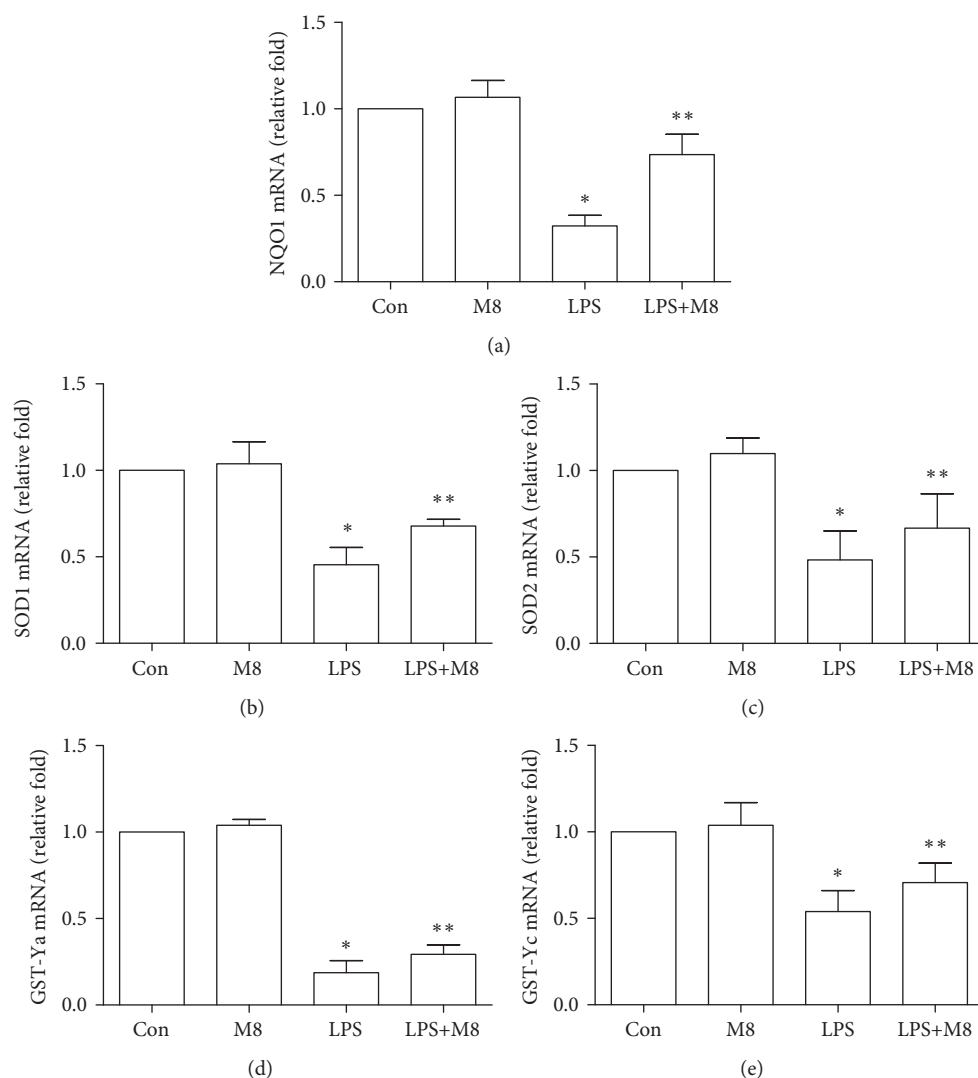 NQO1 mRNA (relative fold)
1.5
1.0
0.5
0.0
*
**
Con M8 LPS LPS+M8
(a)
SOD1 mRNA (relative fold)
1.5
1.0
0.5
0.0
*
**
Con M8 LPS LPS+M8
(b)
SOD2 mRNA (relative fold)
1.5
1.0
0.5
0.0
*
**
Con M8 LPS LPS+M8
(c)
GST-Ya mRNA (relative fold)
1.5
1.0
0.5
0.0
*
**
Con M8 LPS LPS+M8
(d)
GST-Yc mRNA (relative fold)
1.5
1.0
0.5
0.0
*
**
Con M8 LPS LPS+M8
(e)